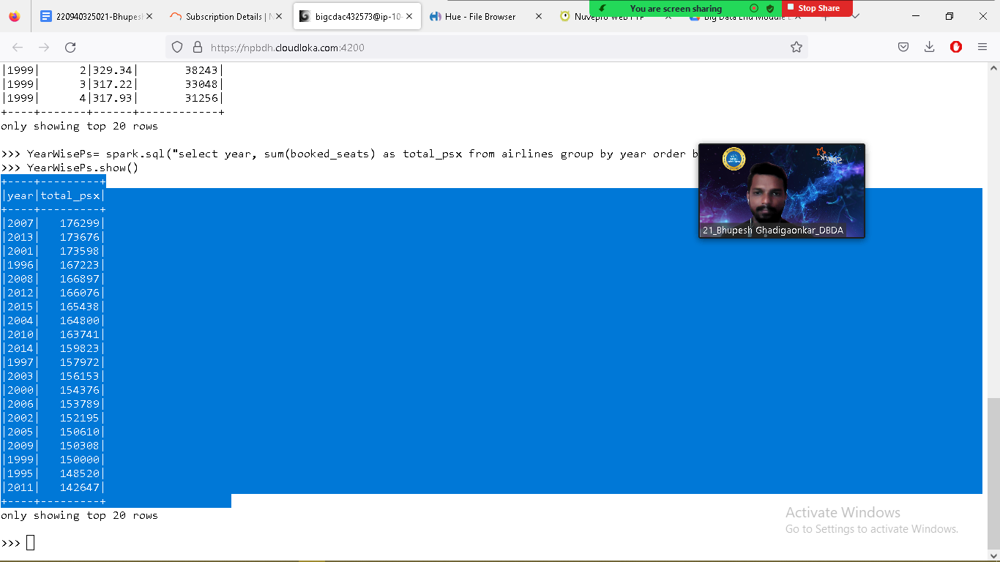 220940325021-Bhupesh
Subscription Details | N
bigcdac432573@ip-10-
Hue - File Browser
Nuvepro Web FTP
Big Data End Module E
You are screen sharing
Stop Share
https://npbdh.cloudloka.com:4200
|1999|      2|329.34|       38243|
|1999|      3|317.22|       33048|
|1999|      4|317.93|       31256|
+----+-------+------+------------+
only showing top 20 rows
>>> YearWisePs= spark.sql("select year, sum(booked_seats) as total_psx from airlines group by year order b
>>> YearWisePs.show()
+----+---------+
|year|total_psx|
+----+---------+
|2007|   176299|
|2013|   173676|
|2001|   173598|
|1996|   167223|
|2008|   166897|
|2012|   166076|
|2015|   165438|
|2004|   164800|
|2010|   163741|
|2014|   159823|
|1997|   157972|
|2003|   156153|
|2000|   154376|
|2006|   153789|
|2002|   152195|
|2005|   150610|
|2009|   150308|
|1999|   150000|
|1995|   148520|
|2011|   142647|
+----+---------+
only showing top 20 rows
>>>
21_Bhupesh Ghadigaonkar_DBDA
Activate Windows
Go to Settings to activate Windows.